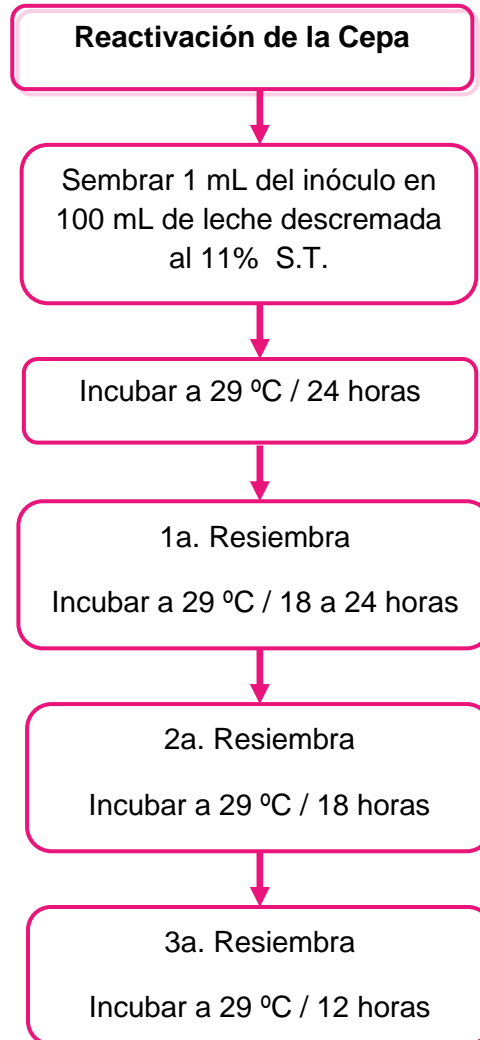 Reactivación de la Cepa
Sembrar 1 mL del inóculo en
100 mL de leche descremada
al 11%  S.T.
Incubar a 29 ºC / 24 horas
1a. Resiembra
Incubar a 29 ºC / 18 a 24 horas
2a. Resiembra
Incubar a 29 ºC / 18 horas
3a. Resiembra
Incubar a 29 ºC / 12 horas